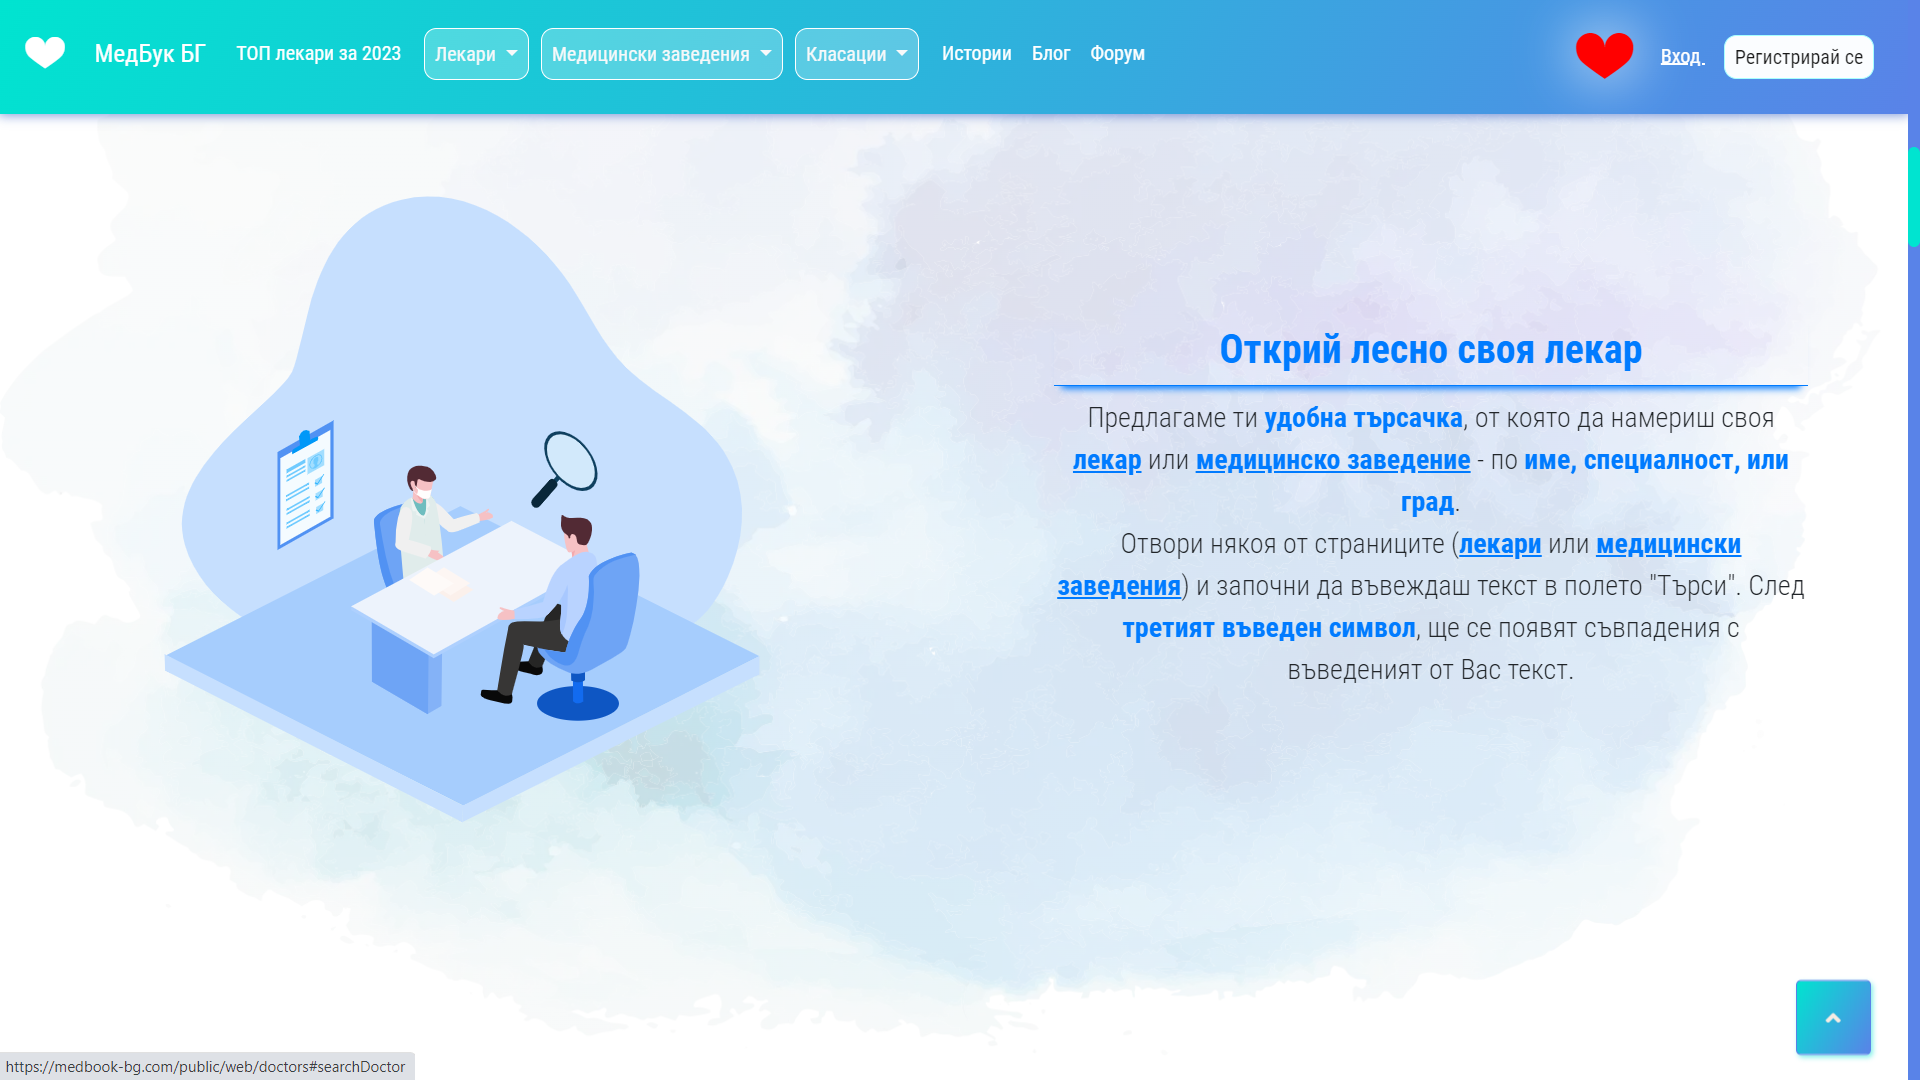 МедБук БГ ТОП лекари за 2023 Лекари Медицински заведения Класации Истории Блог Форум Вход Регистрирай се
Открий лесно своя лекар
Предлагаме ти удобна търсачка, от която да намериш своя
лекар или медицинско заведение - по име, специалност, или
град.
Отвори някоя от страниците (лекари или медицински
заведения) и започни да въвеждаш текст в полето "Търси". След
третият въведен символ, ще се появят съвпадения с
въведеният от Вас текст.
https://medbook-bg.com/public/web/doctors#searchDoctor